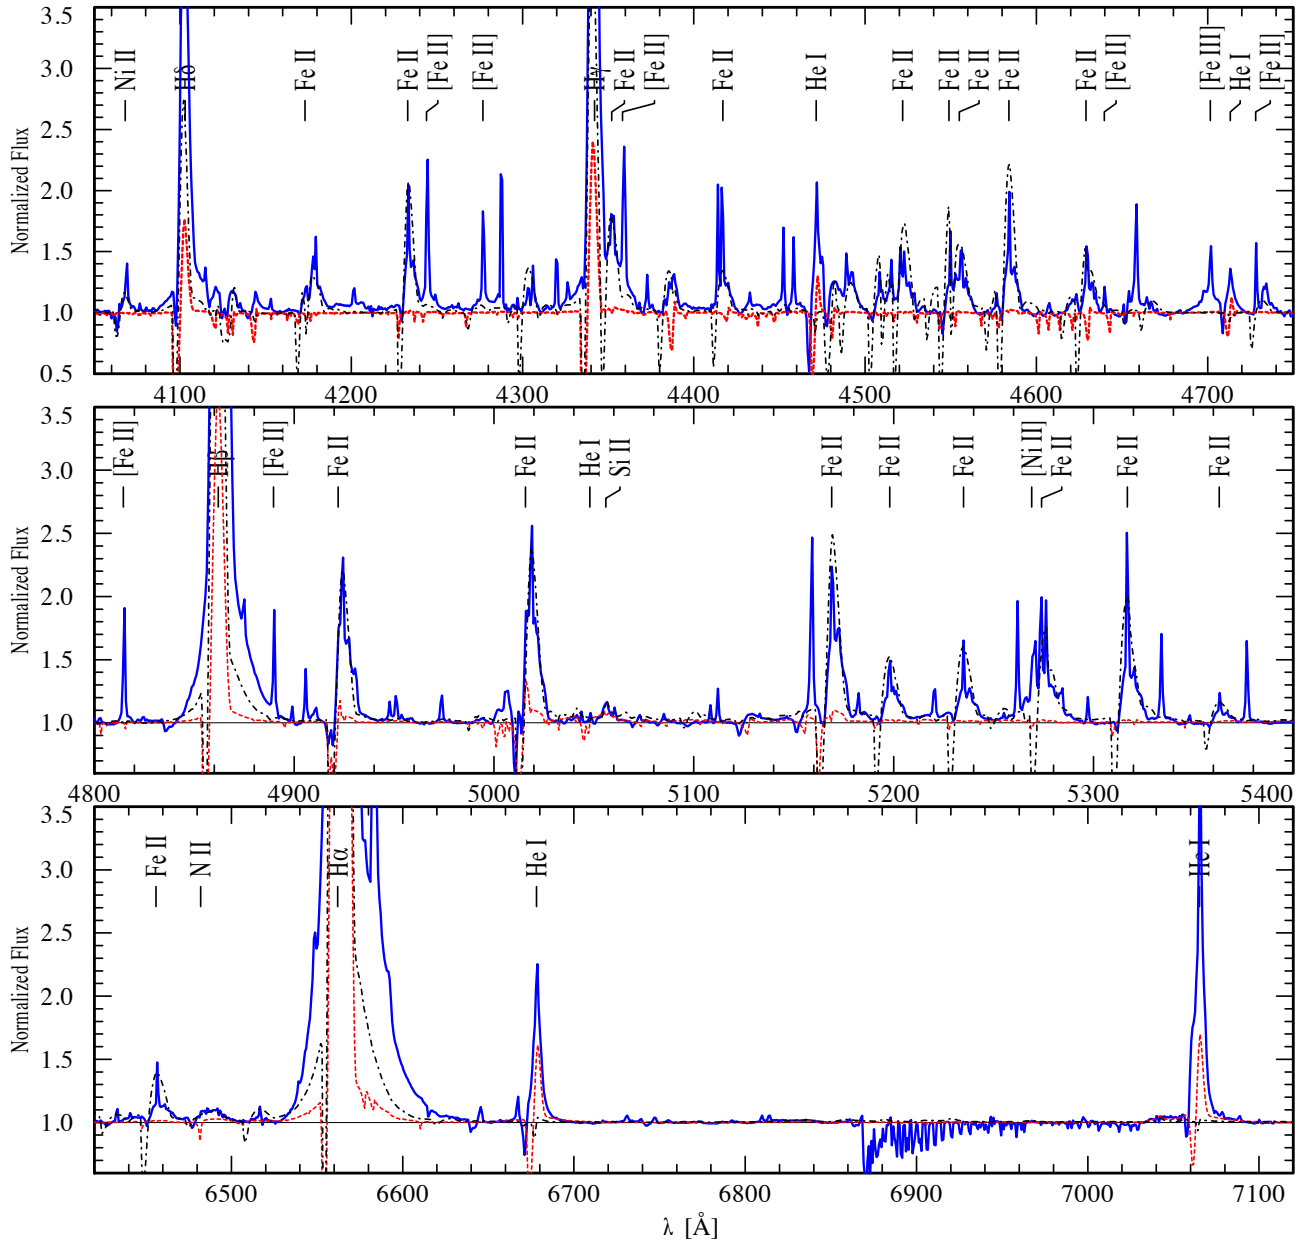 3.5
3.0
2.5
2.0
1.5
1.0
0.5
Normalized Flux
Ni II
Hδ
Fe II
Fe II
[Fe II]
[Fe II]
Hγ
Fe II
[Fe II]
Fe II
He I
Fe II
Fe II
Fe II
Fe II
Fe II
[Fe II]
[Fe III]
He I
[Fe II]
4100
4200
4300
4400
4500
4600
4700
3.5
3.0
2.5
2.0
1.5
1.0
Normalized Flux
[Fe II]
Hβ
[Fe II]
Fe II
Fe II
He I
Si II
Fe II
Fe II
Fe II
[Ni II]
Fe II
Fe II
Fe II
4800
4900
5000
5100
5200
5300
5400
3.5
3.0
2.5
2.0
1.5
1.0
Normalized Flux
Fe II
N II
Hα
He I
He I
6500
6600
6700
6800
6900
7000
7100
λ [Å]